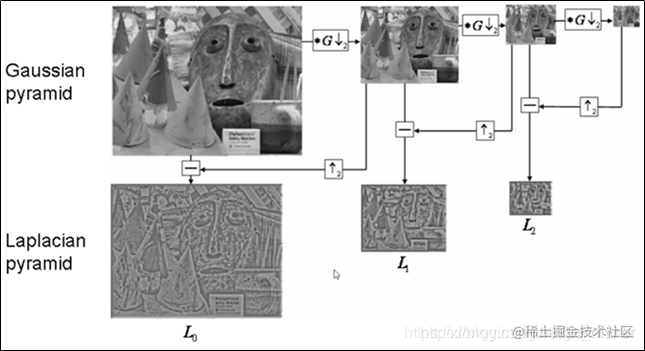 Gaussian pyramid
*G↓₂
*G↓₂
*G↓₂
↑₂
↑₂
↑₂
Laplacian pyramid
L₀
L₁
L₂
@稀土掘金技术社区